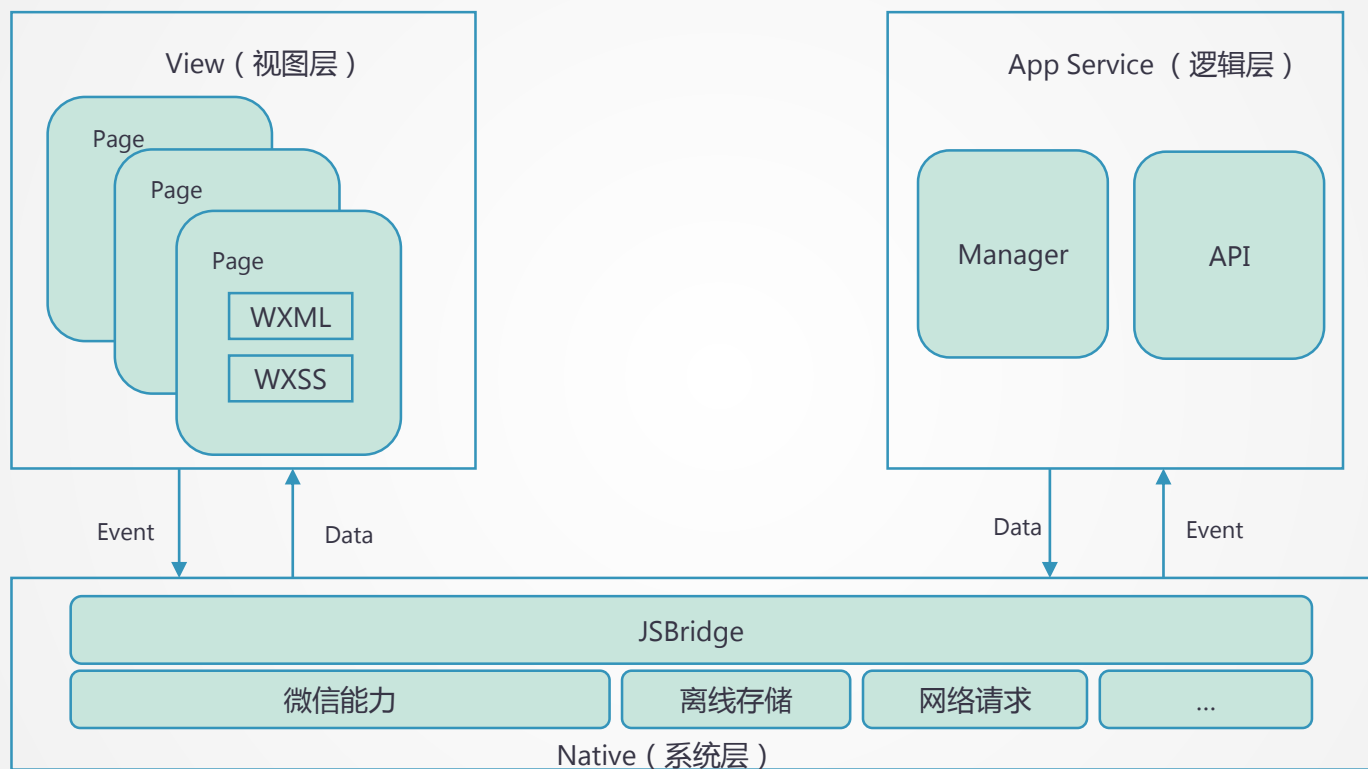 View（视图层）
Page
Page
Page
WXML
WXSS
App Service （逻辑层）
Manager
API
Event
Data
Data
Event
JSBridge
微信能力
离线存储
网络请求
...
Native（系统层）